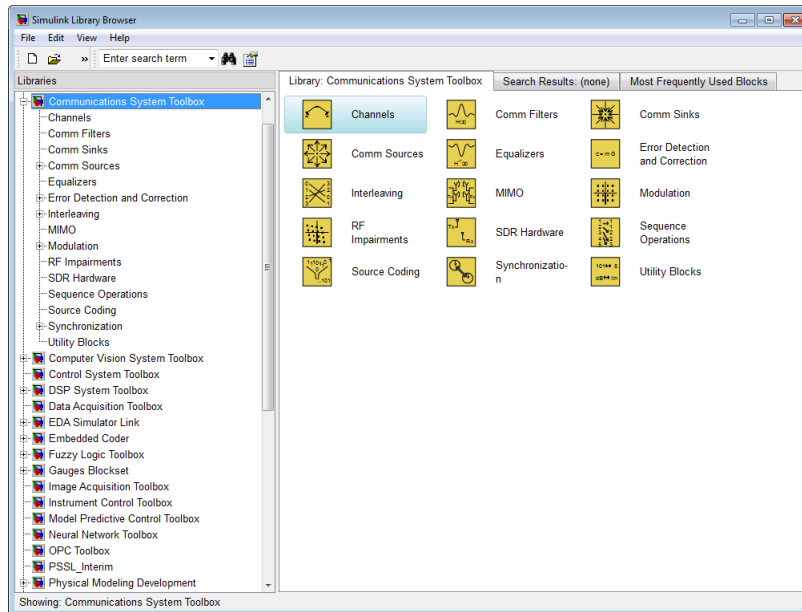 Simulink Library Browser
File Edit View Help
» Enter search term
Libraries
Library: Communications System Toolbox Search Results: (none) Most Frequently Used Blocks
Communications System Toolbox
Channels
Comm Filters
Comm Sinks
Comm Sources
Equalizers
Error Detection and Correction
Interleaving
MIMO
Modulation
RF Impairments
SDR Hardware
Sequence Operations
Source Coding
Synchronization
Utility Blocks
Computer Vision System Toolbox
Control System Toolbox
DSP System Toolbox
Data Acquisition Toolbox
EDA Simulator Link
Embedded Coder
Fuzzy Logic Toolbox
Gauges Blockset
Image Acquisition Toolbox
Instrument Control Toolbox
Model Predictive Control Toolbox
Neural Network Toolbox
OPC Toolbox
PSSL_Interim
Physical Modeling Development
Channels Comm Filters Comm Sinks
Comm Sources Equalizers Error Detection
and Correction
Interleaving MIMO Modulation
RF
Impairments SDR Hardware Sequence
Operations
Source Coding Synchronizatio-
n Utility Blocks
Showing: Communications System Toolbox